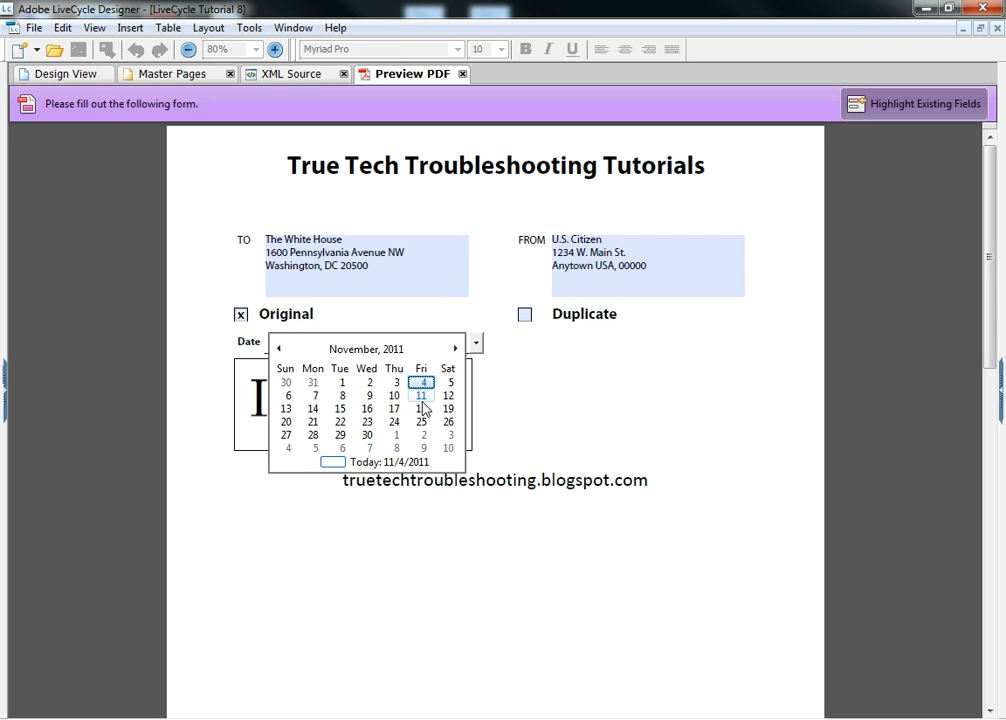 Adobe LiveCycle Designer - [LiveCycle Tutorial 8]
File Edit View Insert Table Layout Tools Window Help
80% Myriad Pro 10 B I U
Design View Master Pages XML Source Preview PDF
Please fill out the following form. Highlight Existing Fields
True Tech Troubleshooting Tutorials
TO The White House
1600 Pennsylvania Avenue NW
Washington, DC 20500
FROM U.S. Citizen
1234 W. Main St.
Anytown USA, 00000
x Original Duplicate
Date
November, 2011
Sun Mon Tue Wed Thu Fri Sat
30 31 1 2 3 4 5
6 7 8 9 10 11 12
13 14 15 16 17 19
20 21 22 23 24 25 26
27 28 29 30 1 2 3
4 5 6 7 8 9 10
Today: 11/4/2011
truetechtroubleshooting.blogspot.com